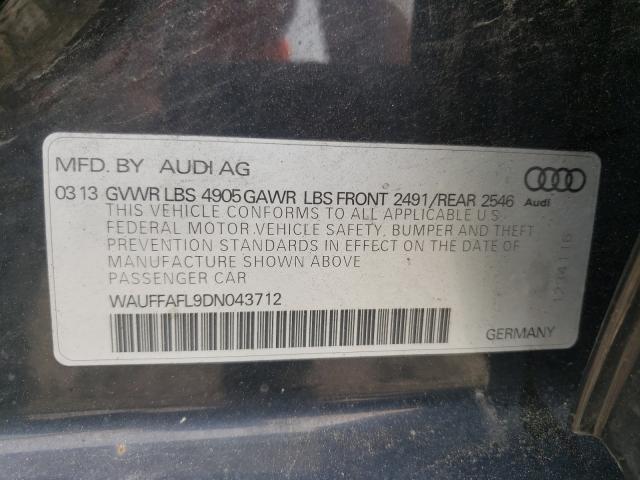 MFD. BY AUDI AG
Audi
03 13 GVWR LBS 4905 GAWR LBS FRONT 2491/REAR 2546
THIS VEHICLE CONFORMS TO ALL APPLICABLE U S
FEDERAL MOTOR VEHICLE SAFETY, BUMPER AND THEFT
PREVENTION STANDARDS IN EFFECT ON THE DATE OF
MANUFACTURE SHOWN ABOVE
PASSENGER CAR
WAUFFAFL9DN043712
GERMANY